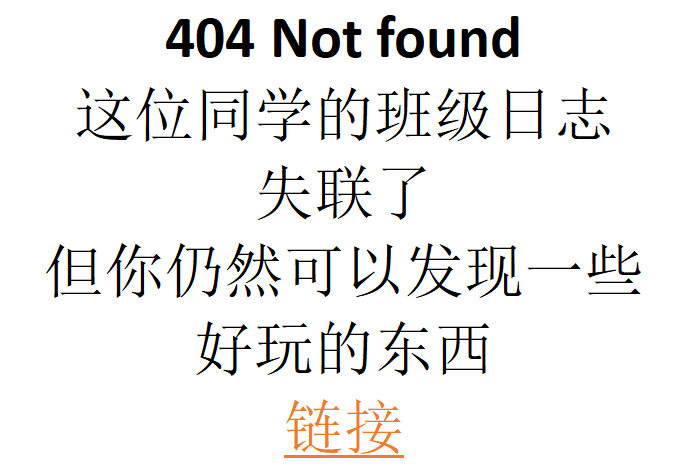 404 Not found
这位同学的班级日志
失联了
但你仍然可以发现一些
好玩的东西
链接